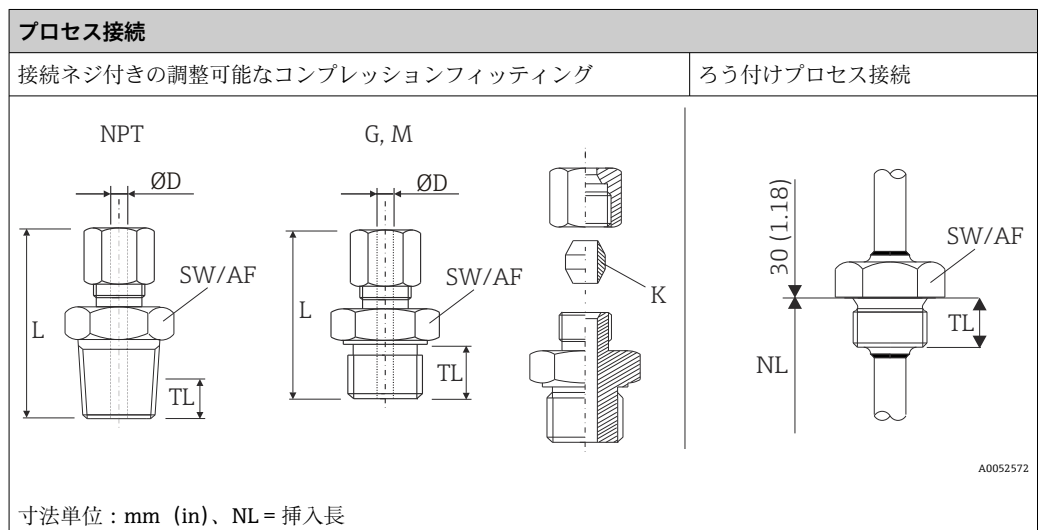 プロセス接続
接続ネジ付きの調整可能なコンプレッションフィッティング
ろう付けプロセス接続
NPT
G, M
ØD
ØD
SW/AF
SW/AF
L
L
TL
TL
K
30 (1.18)
SW/AF
TL
NL
A0052572
寸法単位：mm（in）、NL = 挿入長